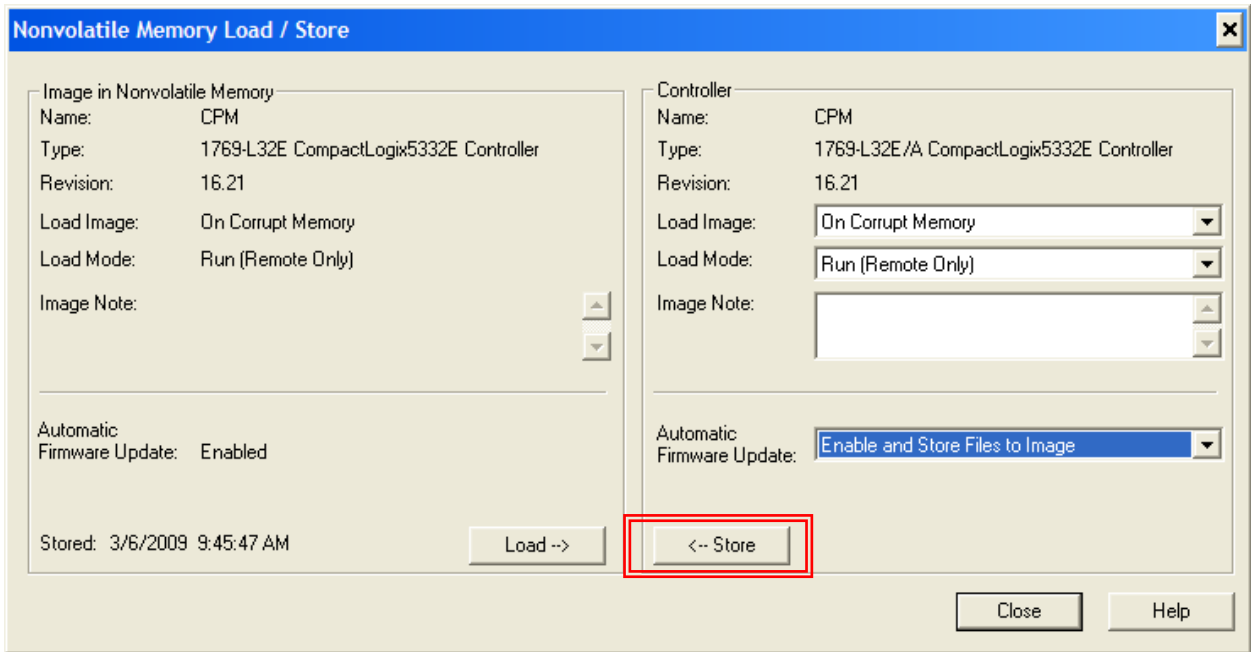 Nonvolatile Memory Load / Store
Image in Nonvolatile Memory
Name: CPM
Type: 1769-L32E CompactLogix5332E Controller
Revision: 16.21
Load Image: On Corrupt Memory
Load Mode: Run (Remote Only)
Image Note:
Automatic
Firmware Update: Enabled
Stored: 3/6/2009 9:45:47 AM
Load -->
Controller
Name: CPM
Type: 1769-L32E/A CompactLogix5332E Controller
Revision: 16.21
Load Image: On Corrupt Memory
Load Mode: Run (Remote Only)
Image Note:
Automatic
Firmware Update: Enable and Store Files to Image
<-- Store
Close
Help